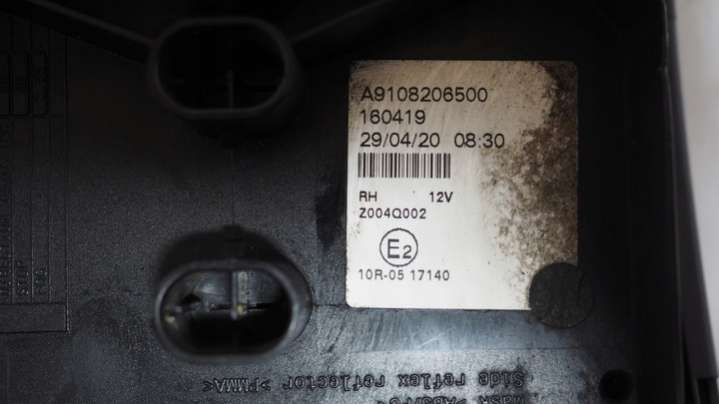 A9108206500
160419
29/04/20 08:30
RH 12V
Z004Q002
E2
10R-05 17140
Side reflex reflector >PMMA<